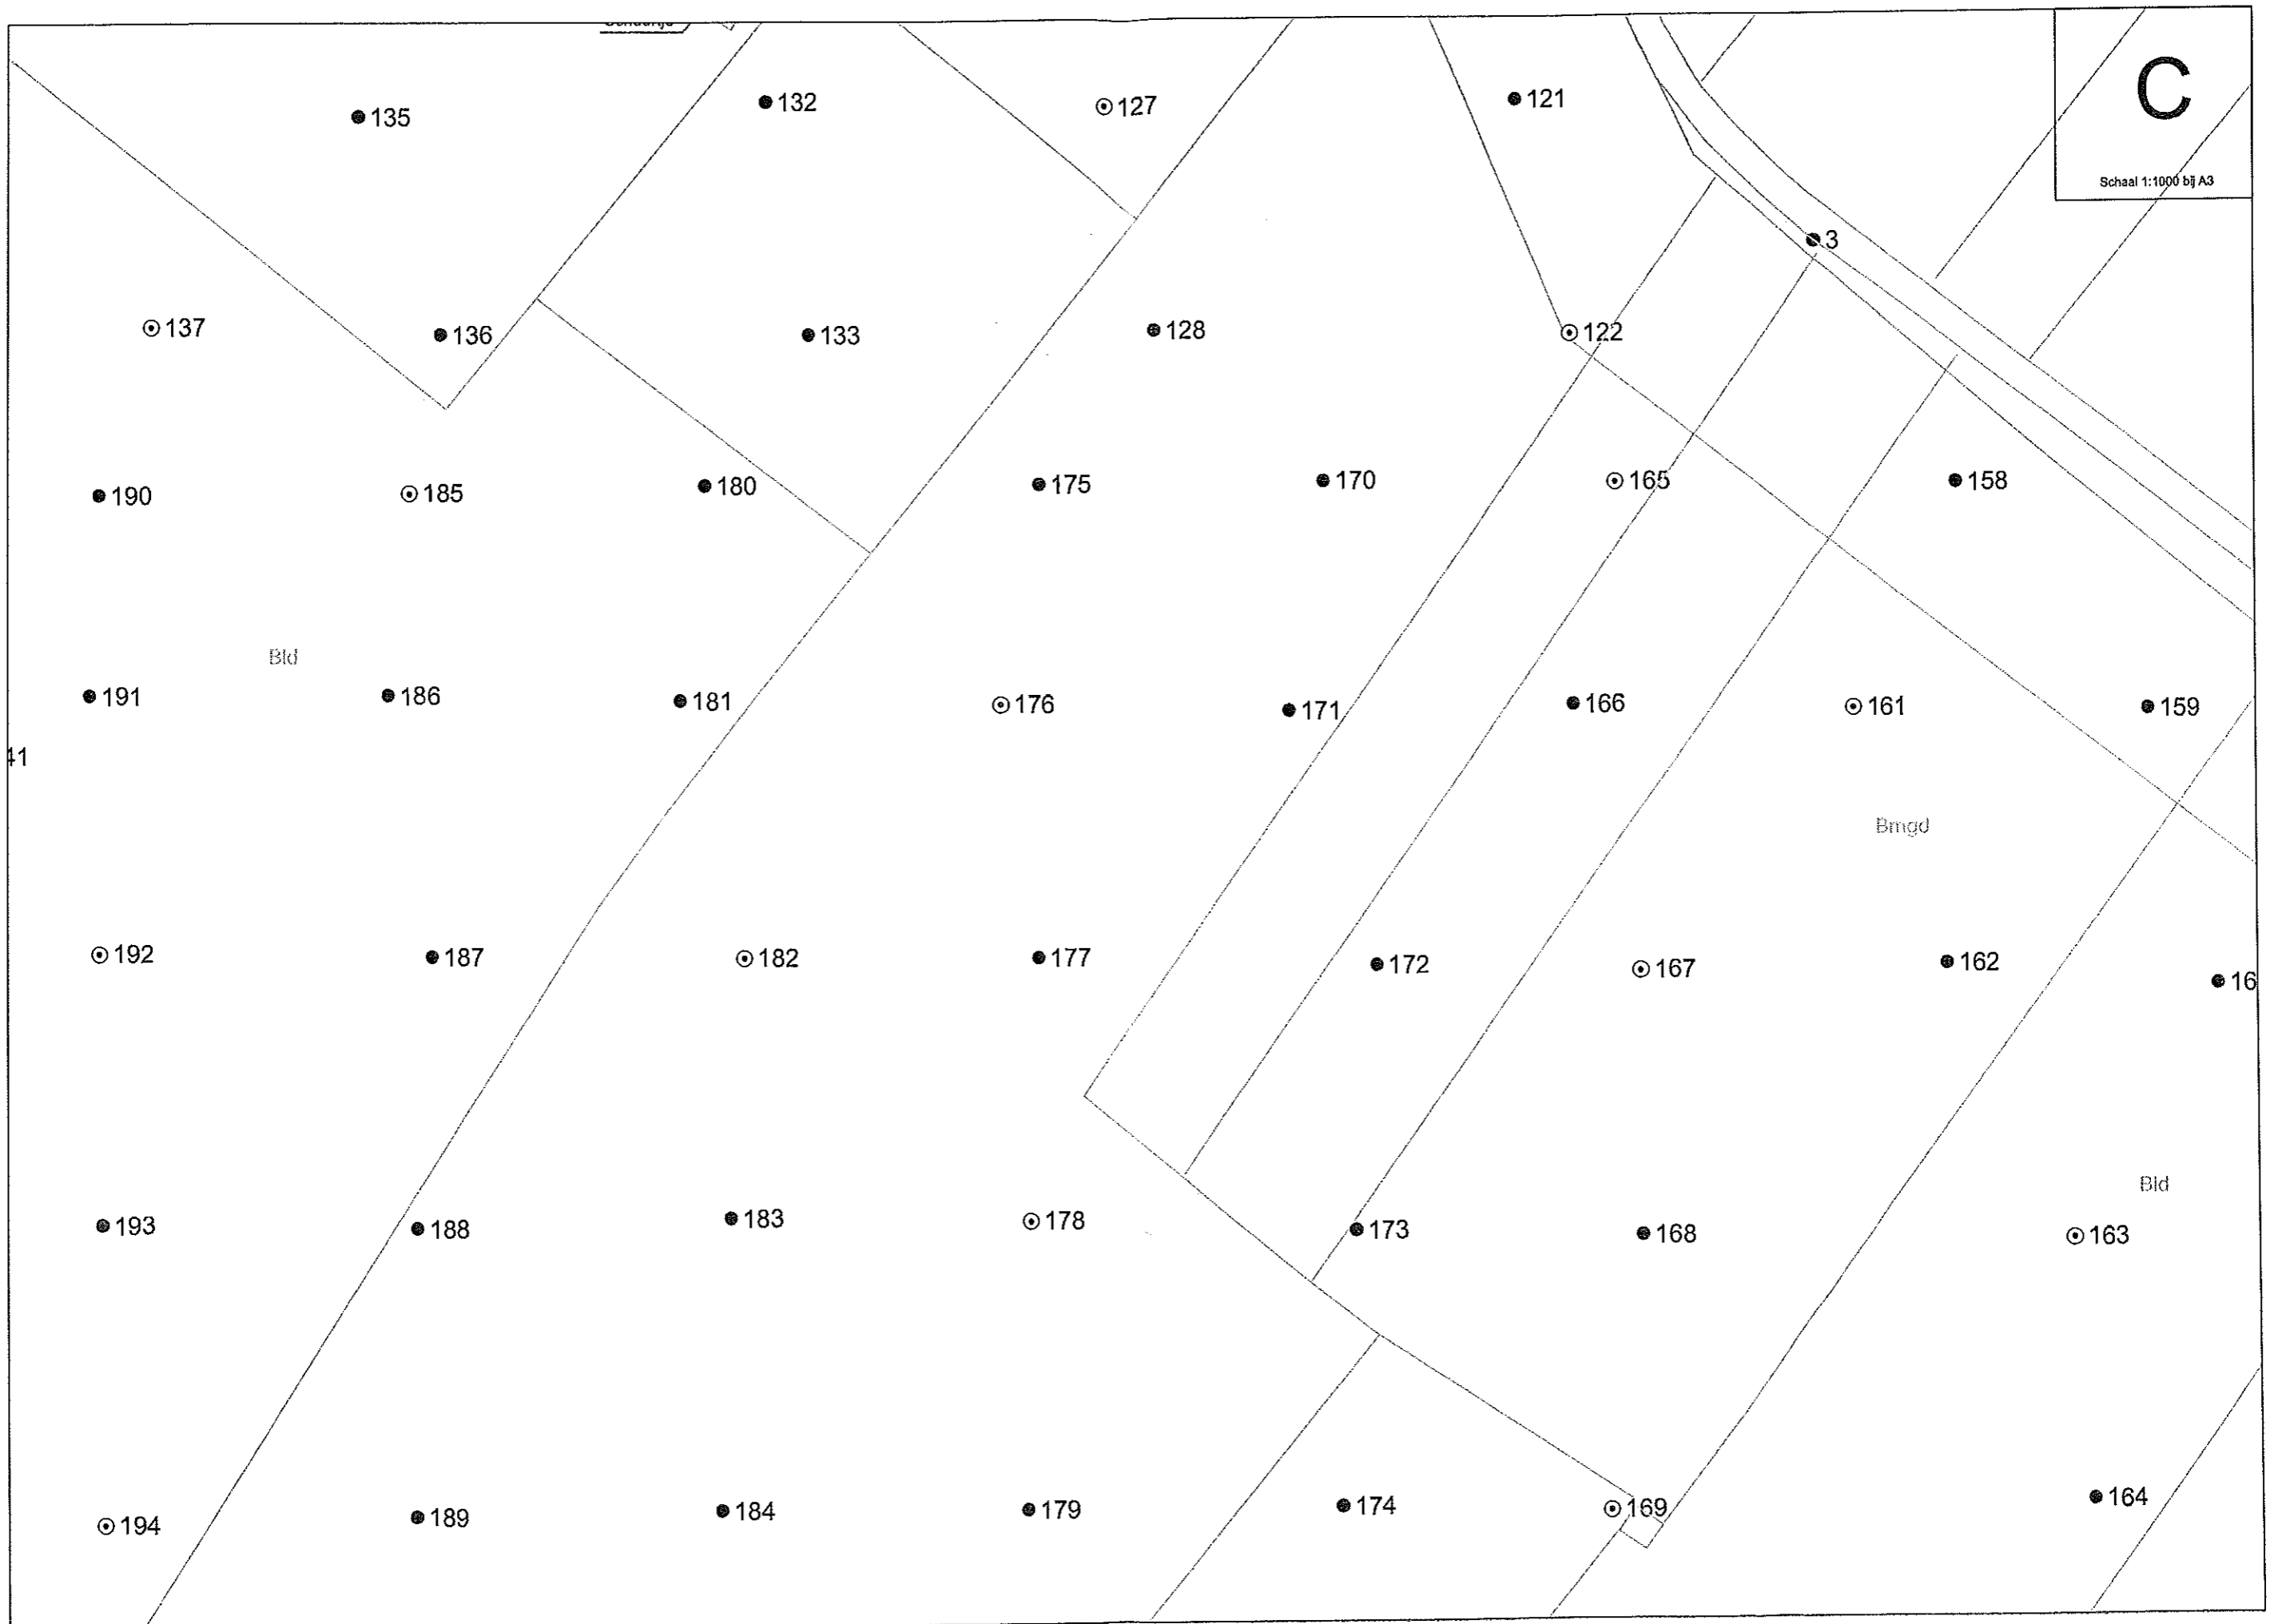 C
Schaal 1:1000 bij A3
135 132 127 121
3
137 136 133 128 122
190 185 180 175 170 165 158
Bld
191 186 181 176 171 166 161 159
41
Bmgd
192 187 182 177 172 167 162 16
Bld
193 188 183 178 173 168 163
194 189 184 179 174 169 164